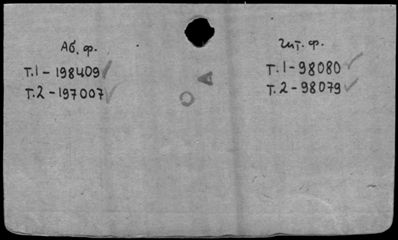 Аб. ф.
т.1 - 198409
т.2 - 197007
Чит. ф.
т.1 - 98080
т.2 - 98079